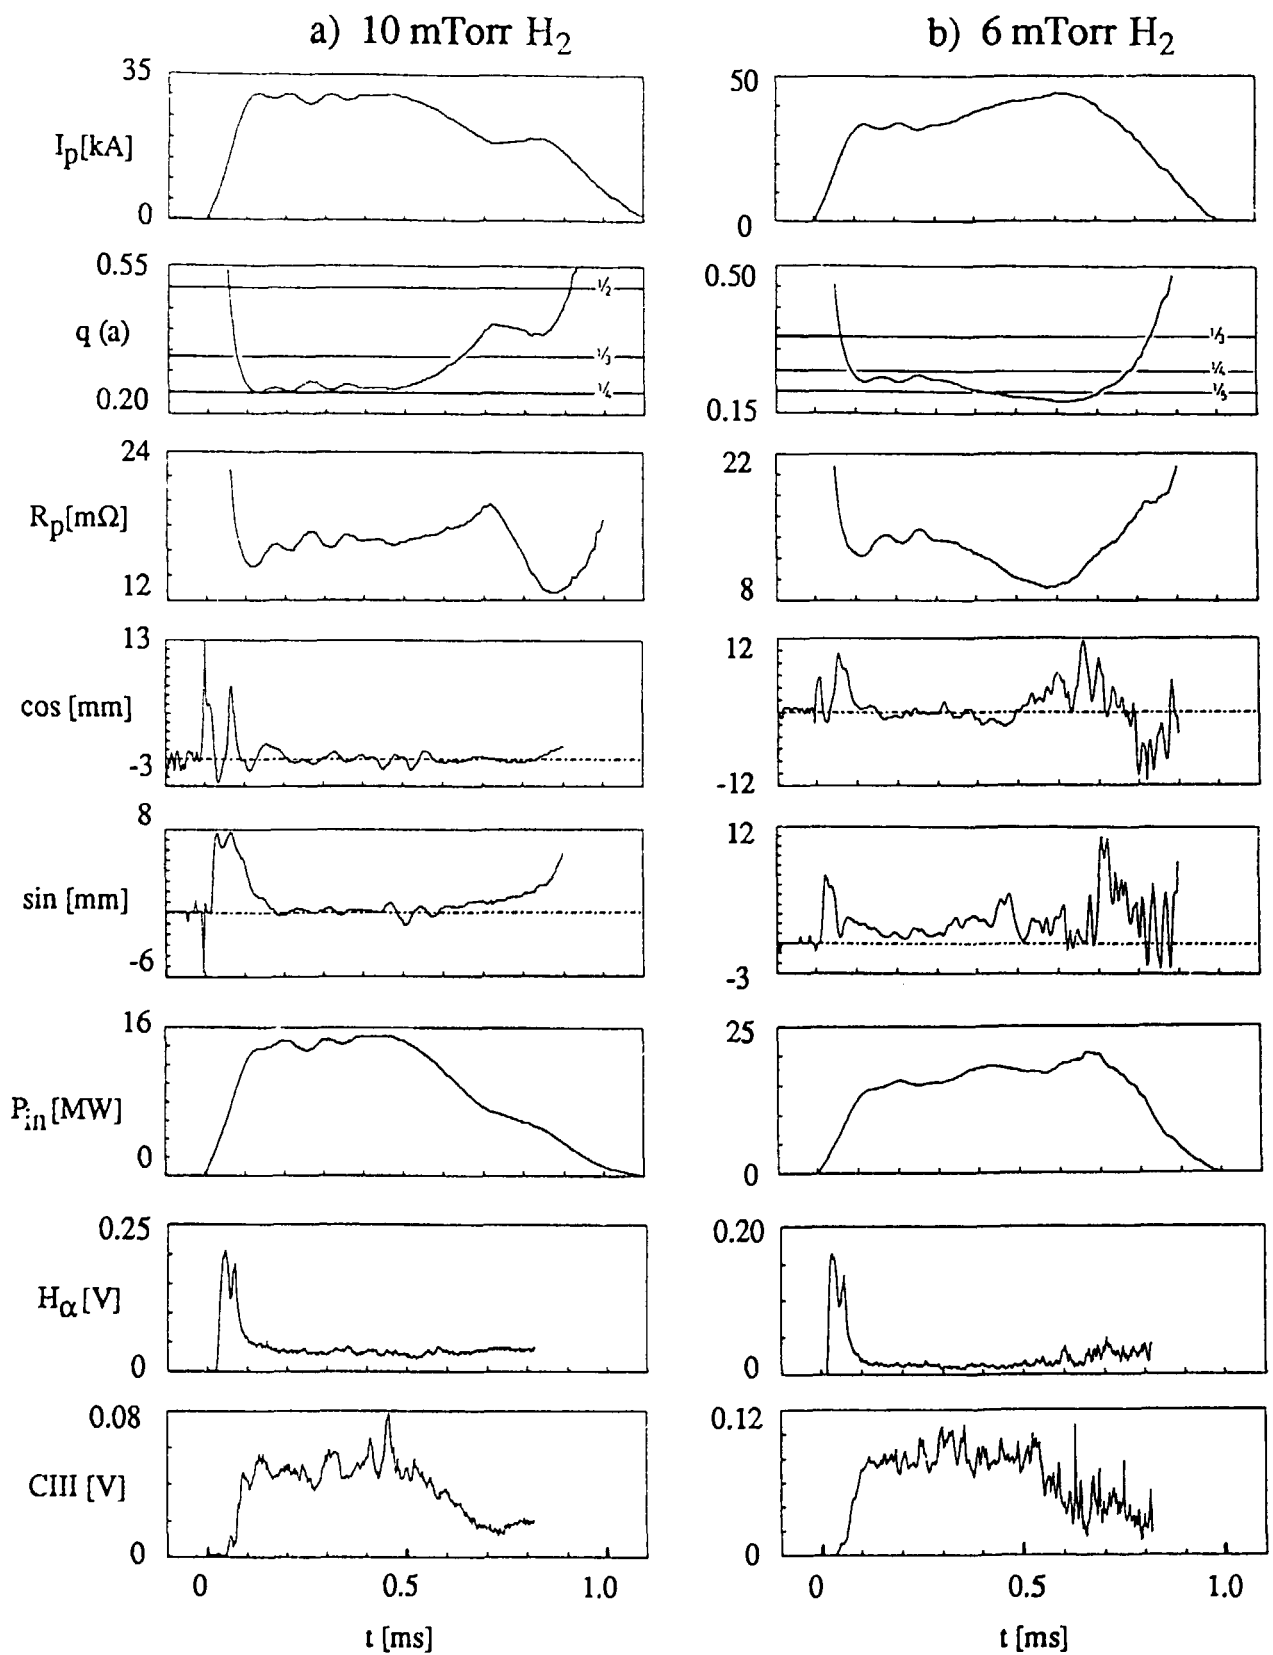 a) 10 mTorr H₂
35
Iₚ[kA]
0
0.55
q (a)
0.20
½
⅓
¼
24
Rₚ[mΩ]
12
13
cos [mm]
-3
8
sin [mm]
-6
16
Pᵢₙ[MW]
0
0.25
Hα [V]
0
0.08
CIII [V]
0
0 0.5 1.0
t [ms]
b) 6 mTorr H₂
50
0
0.50
0.15
⅓
¼
⅕
22
8
12
-12
12
-3
25
0
0.20
0
0.12
0
0 0.5 1.0
t [ms]